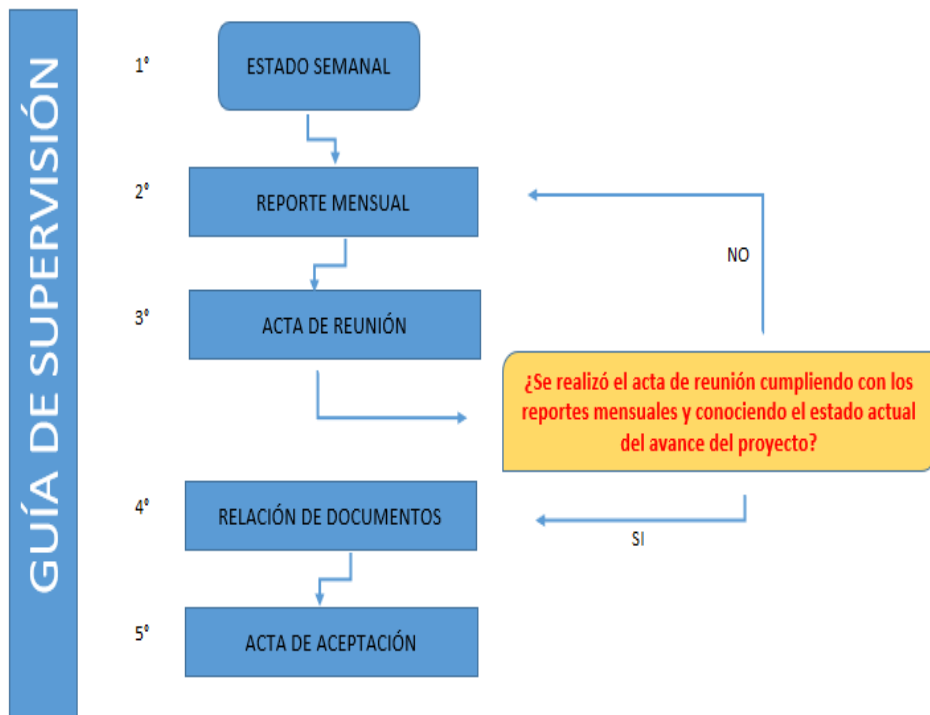 GUÍA DE SUPERVISIÓN
1°
ESTADO SEMANAL
2°
REPORTE MENSUAL
NO
3°
ACTA DE REUNIÓN
¿Se realizó el acta de reunión cumpliendo con los
reportes mensuales y conociendo el estado actual
del avance del proyecto?
4°
RELACIÓN DE DOCUMENTOS
SI
5°
ACTA DE ACEPTACIÓN